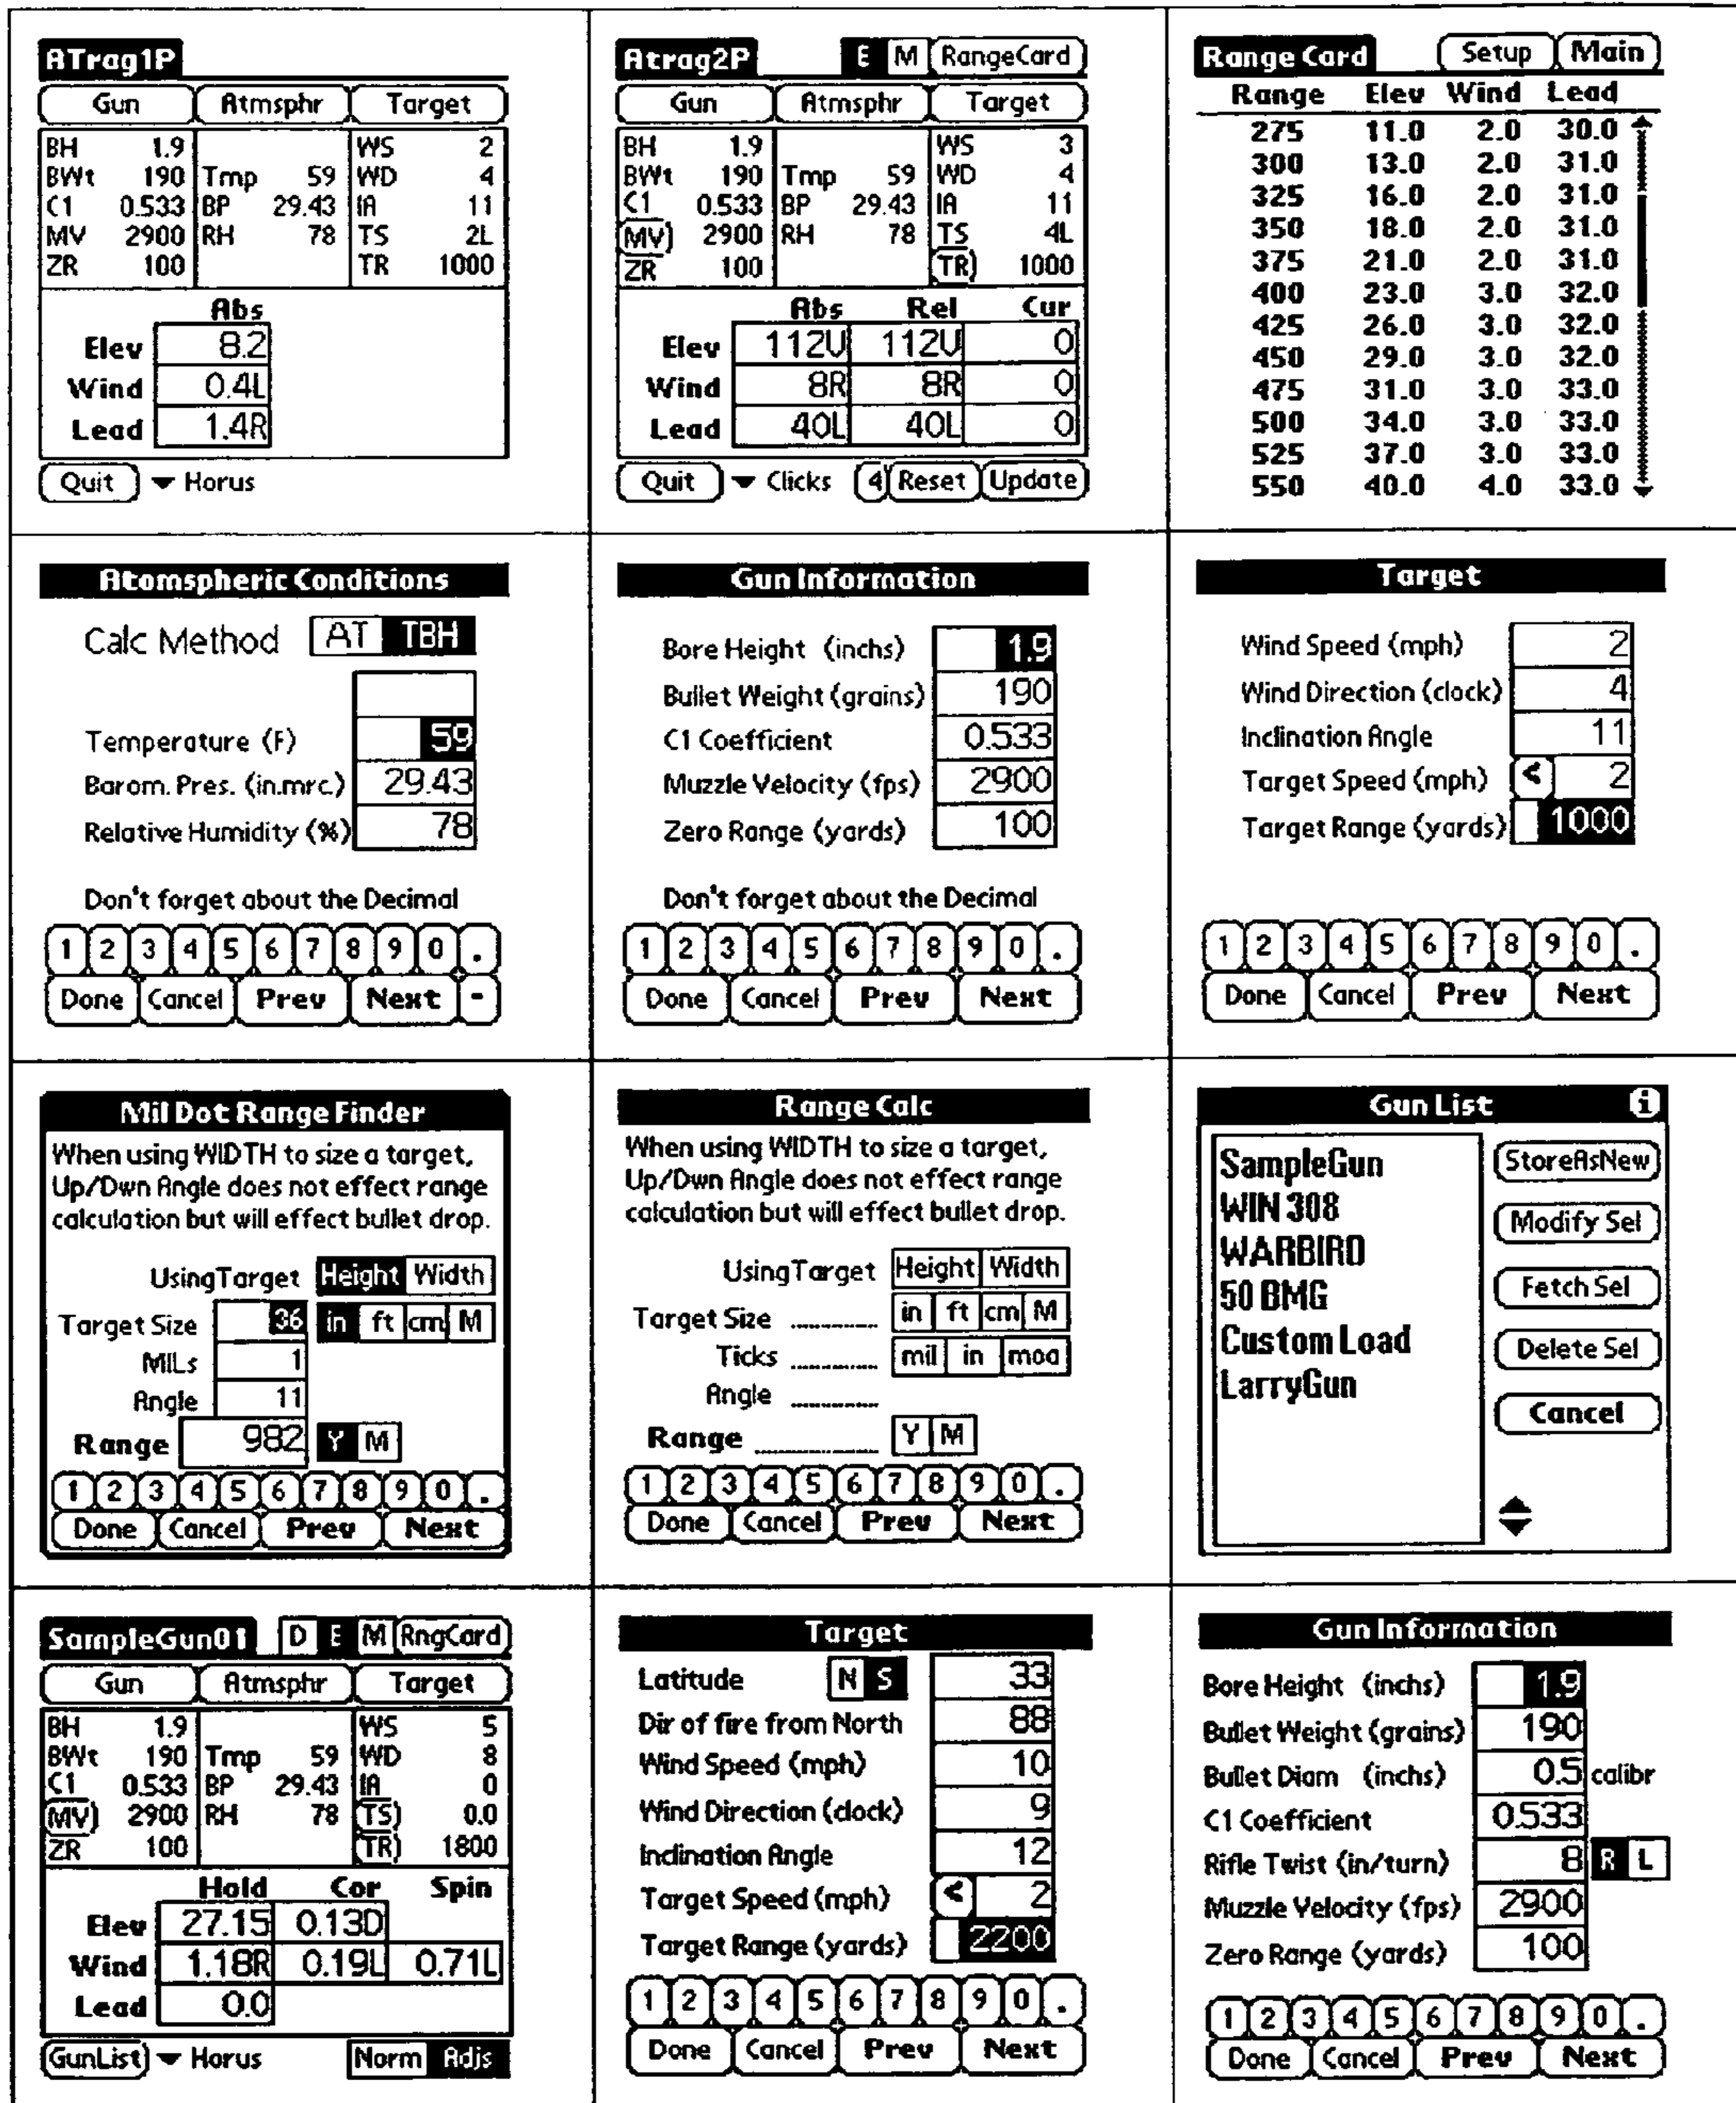 ATrag1P
Gun Atmsphr Target
BH 1.9 WS 2
BWt 190 Tmp 59 WD 4
C1 0.533 BP 29.43 IA 11
MV 2900 RH 78 TS 2L
ZR 100 TR 1000
Abs
Elev 8.2
Wind 0.4L
Lead 1.4R
Quit Horus
Atrag2P E M RangeCard
Gun Atmsphr Target
BH 1.9 WS 3
BWt 190 Tmp 59 WD 4
C1 0.533 BP 29.43 IA 11
MV 2900 RH 78 TS 4L
ZR 100 TR 1000
Abs Rel Cur
Elev 112U 112U 0
Wind 8R 8R 0
Lead 40L 40L 0
Quit Clicks 4 Reset Update
Range Card Setup Main
Range Elev Wind Lead
275 11.0 2.0 30.0
300 13.0 2.0 31.0
325 16.0 2.0 31.0
350 18.0 2.0 31.0
375 21.0 2.0 31.0
400 23.0 3.0 32.0
425 26.0 3.0 32.0
450 29.0 3.0 32.0
475 31.0 3.0 33.0
500 34.0 3.0 33.0
525 37.0 3.0 33.0
550 40.0 4.0 33.0
Atomspheric Conditions
Calc Method AT TBH
Temperature (F) 59
Barom. Pres. (in.mrc.) 29.43
Relative Humidity (%) 78
Don't forget about the Decimal
1 2 3 4 5 6 7 8 9 0 .
Done Cancel Prev Next -
Gun Information
Bore Height (inchs) 1.9
Bullet Weight (grains) 190
C1 Coefficient 0.533
Muzzle Velocity (fps) 2900
Zero Range (yards) 100
Don't forget about the Decimal
1 2 3 4 5 6 7 8 9 0 .
Done Cancel Prev Next
Target
Wind Speed (mph) 2
Wind Direction (clock) 4
Inclination Angle 11
Target Speed (mph) < 2
Target Range (yards) 1000
1 2 3 4 5 6 7 8 9 0 .
Done Cancel Prev Next
Mil Dot Range Finder
When using WIDTH to size a target,
Up/Dwn Angle does not effect range
calculation but will effect bullet drop.
UsingTarget Height Width
Target Size 36 in ft cm M
MILs 1
Angle 11
Range 982 Y M
1 2 3 4 5 6 7 8 9 0 .
Done Cancel Prev Next
Range Calc
When using WIDTH to size a target,
Up/Dwn Angle does not effect range
calculation but will effect bullet drop.
UsingTarget Height Width
Target Size in ft cm M
Ticks mil in moa
Angle
Range Y M
1 2 3 4 5 6 7 8 9 0 .
Done Cancel Prev Next
Gun List i
SampleGun StoreAsNew
WIN 308 Modify Sel
WARBIRD
50 BMG Fetch Sel
Custom Load Delete Sel
LarryGun
Cancel
SampleGun01 D E M RngCard
Gun Atmsphr Target
BH 1.9 WS 5
BWt 190 Tmp 59 WD 8
C1 0.533 BP 29.43 IA 0
MV 2900 RH 78 TS 0.0
ZR 100 TR 1800
Hold Cor Spin
Elev 27.15 0.13D
Wind 1.18R 0.19L 0.71L
Lead 0.0
GunList Horus Norm Adjs
Target
Latitude N S 33
Dir of fire from North 88
Wind Speed (mph) 10
Wind Direction (clock) 9
Inclination Angle 12
Target Speed (mph) < 2
Target Range (yards) 2200
1 2 3 4 5 6 7 8 9 0 .
Done Cancel Prev Next
Gun Information
Bore Height (inchs) 1.9
Bullet Weight (grains) 190
Bullet Diam (inchs) 0.5 calibr
C1 Coefficient 0.533
Rifle Twist (in/turn) 8 R L
Muzzle Velocity (fps) 2900
Zero Range (yards) 100
1 2 3 4 5 6 7 8 9 0 .
Done Cancel Prev Next